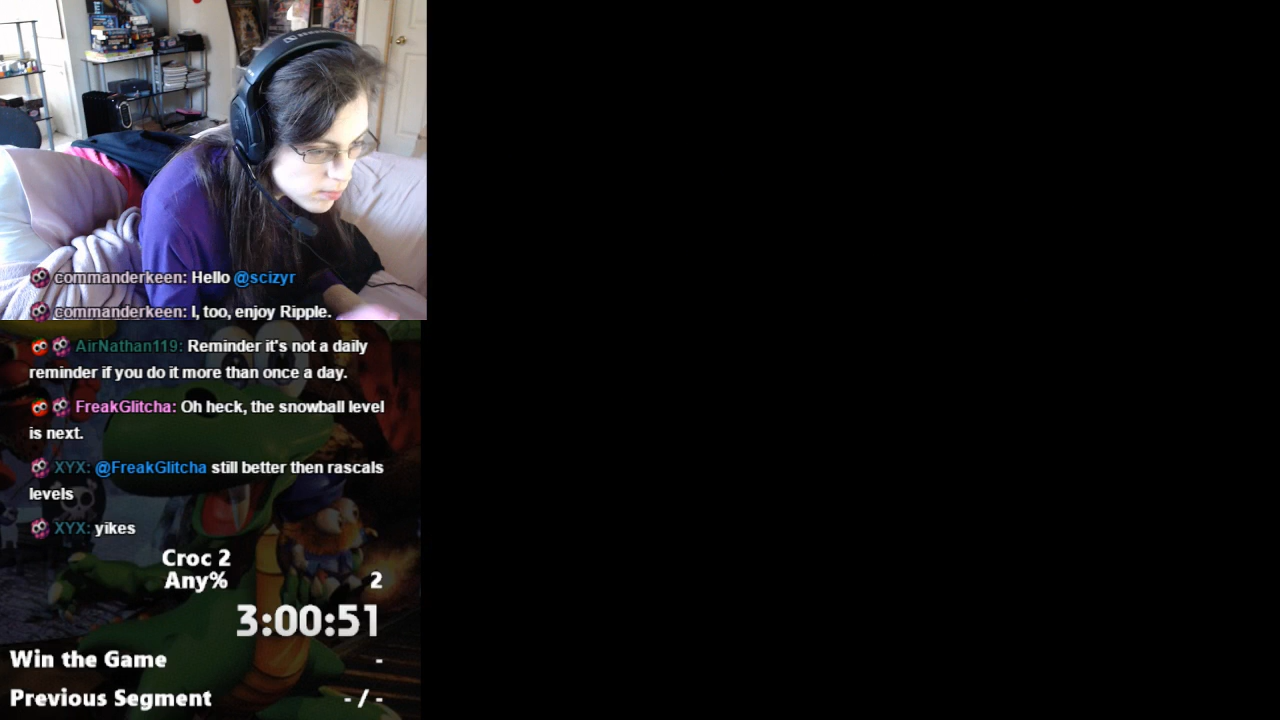 commanderkeen: Hello @scizyr
commanderkeen: I, too, enjoy Ripple.
AirNathan119: Reminder it's not a daily
reminder if you do it more than once a day.
FreakGlitcha: Oh heck, the snowball level
is next.
XYX: @FreakGlitcha still better then rascals
levels
XYX: yikes
Croc 2
Any% 2
3:00:51
Win the Game -
Previous Segment - / -